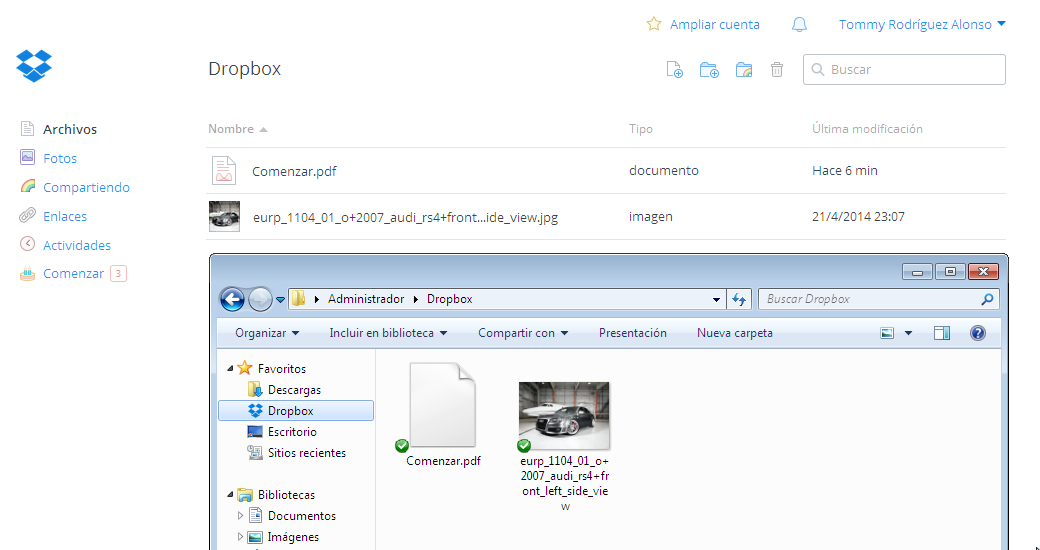 Ampliar cuenta Tommy Rodríguez Alonso
Dropbox Buscar
Archivos
Fotos
Compartiendo
Enlaces
Actividades
Comenzar 3
Nombre Tipo Última modificación
Comenzar.pdf documento Hace 6 min
eurp_1104_01_o+2007_audi_rs4+front...ide_view.jpg imagen 21/4/2014 23:07
Administrador Dropbox Buscar Dropbox
Organizar Incluir en biblioteca Compartir con Presentación Nueva carpeta
Favoritos
Descargas
Dropbox
Escritorio
Sitios recientes
Bibliotecas
Documentos
Imágenes
Comenzar.pdf
eurp_1104_01_o+
2007_audi_rs4+fr
ont_left_side_vie
w